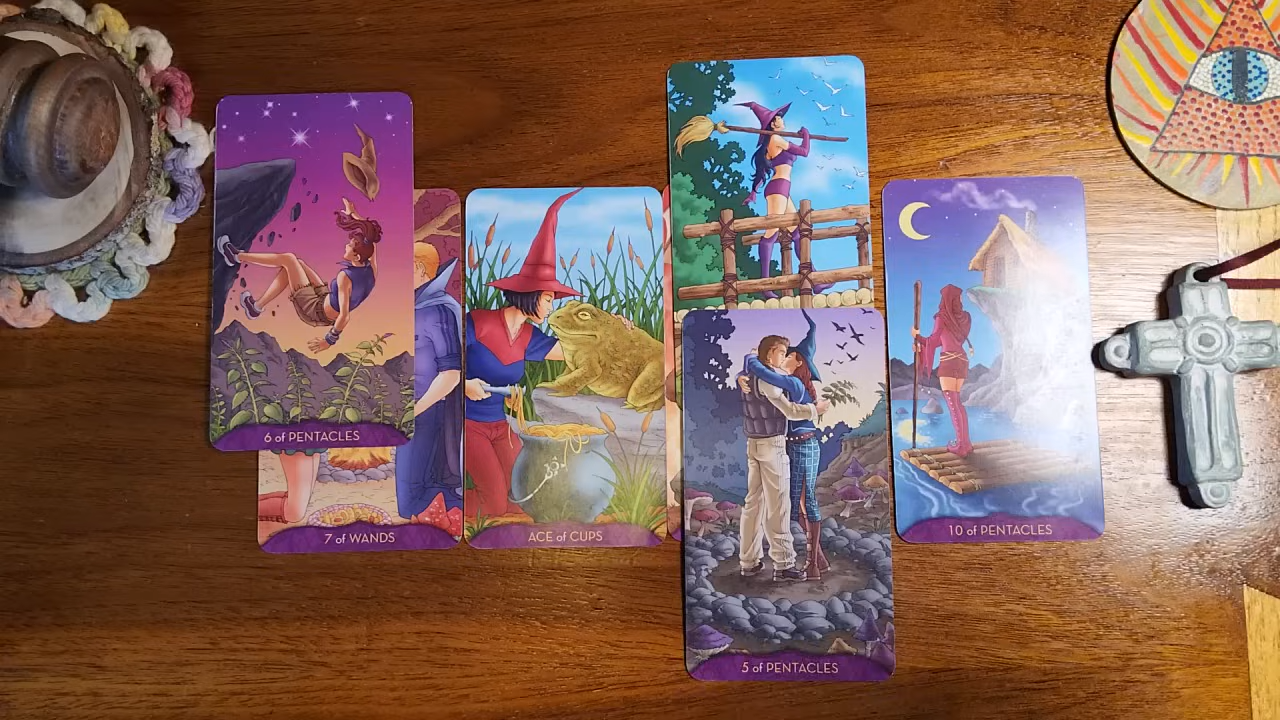 6 of PENTACLES
7 of WANDS
ACE of CUPS
10 of PENTACLES
5 of PENTACLES